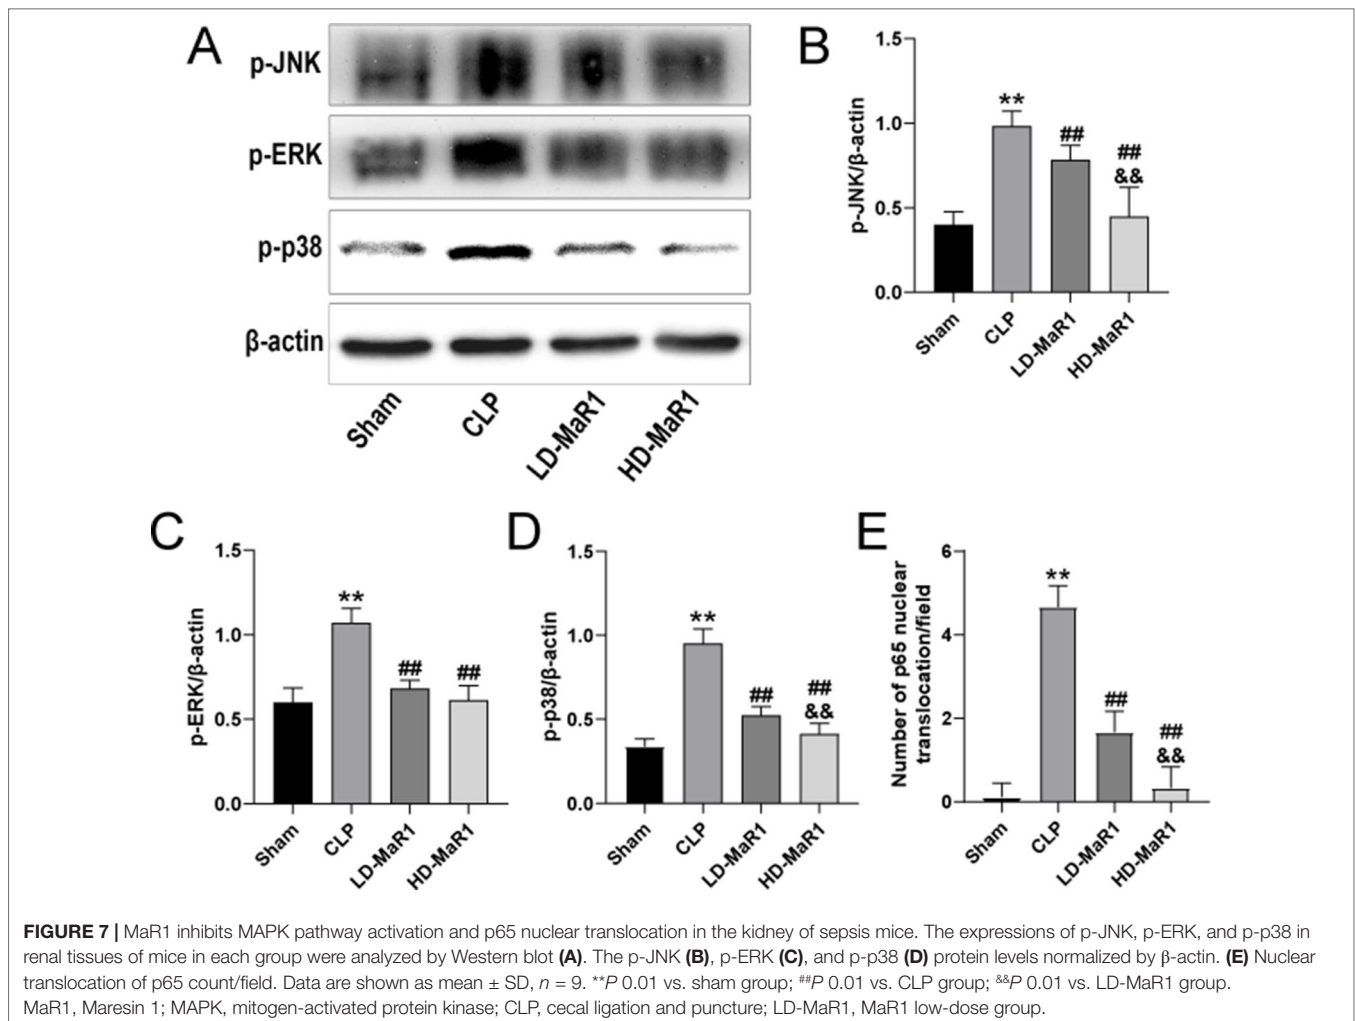 A
p-JNK
p-ERK
p-p38
β-actin
Sham
CLP
LD-MaR1
HD-MaR1
B
p-JNK/β-actin
1.5
1.0
0.5
0.0
**
##
##
&&
Sham
CLP
LD-MaR1
HD-MaR1
C
p-ERK/β-actin
1.5
1.0
0.5
0.0
**
##
##
Sham
CLP
LD-MaR1
HD-MaR1
D
p-p38/β-actin
1.5
1.0
0.5
0.0
**
##
##
&&
Sham
CLP
LD-MaR1
HD-MaR1
E
Number of p65 nuclear
translocation/field
6
4
2
0
**
##
##
&&
Sham
CLP
LD-MaR1
HD-MaR1
FIGURE 7 | MaR1 inhibits MAPK pathway activation and p65 nuclear translocation in the kidney of sepsis mice. The expressions of p-JNK, p-ERK, and p-p38 in
renal tissues of mice in each group were analyzed by Western blot (A). The p-JNK (B), p-ERK (C), and p-p38 (D) protein levels normalized by β-actin. (E) Nuclear
translocation of p65 count/field. Data are shown as mean ± SD, n = 9. **P 0.01 vs. sham group; ##P 0.01 vs. CLP group; &&P 0.01 vs. LD-MaR1 group.
MaR1, Maresin 1; MAPK, mitogen-activated protein kinase; CLP, cecal ligation and puncture; LD-MaR1, MaR1 low-dose group.